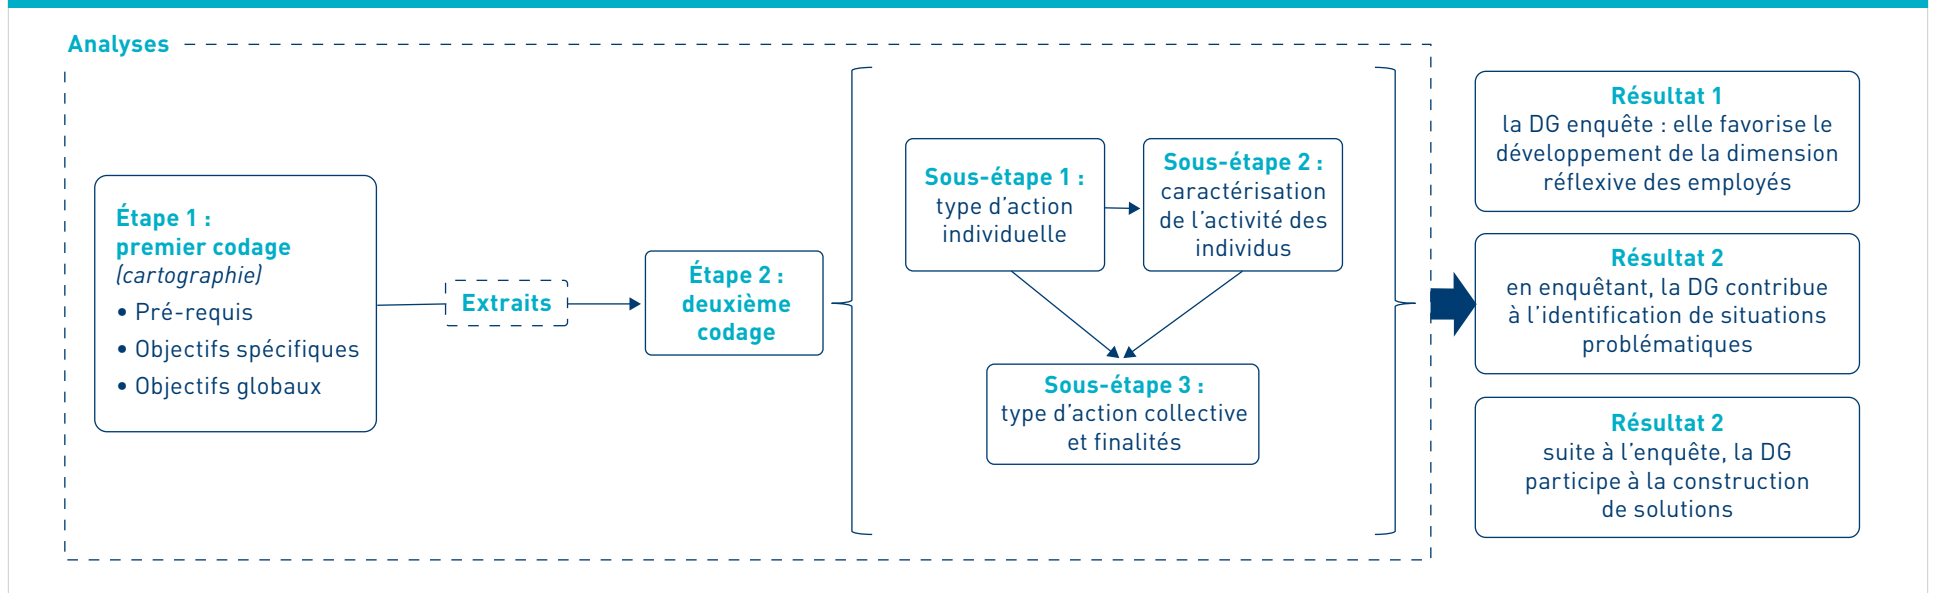 Analyses
Étape 1 :
premier codage
(cartographie)
• Pré-requis
• Objectifs spécifiques
• Objectifs globaux
Extraits
Étape 2 :
deuxième
codage
Sous-étape 1 :
type d’action
individuelle
Sous-étape 2 :
caractérisation
de l’activité des
individus
Sous-étape 3 :
type d’action collective
et finalités
Résultat 1
la DG enquête : elle favorise le
développement de la dimension
réflexive des employés
Résultat 2
en enquêtant, la DG contribue
à l’identification de situations
problématiques
Résultat 2
suite à l’enquête, la DG
participe à la construction
de solutions